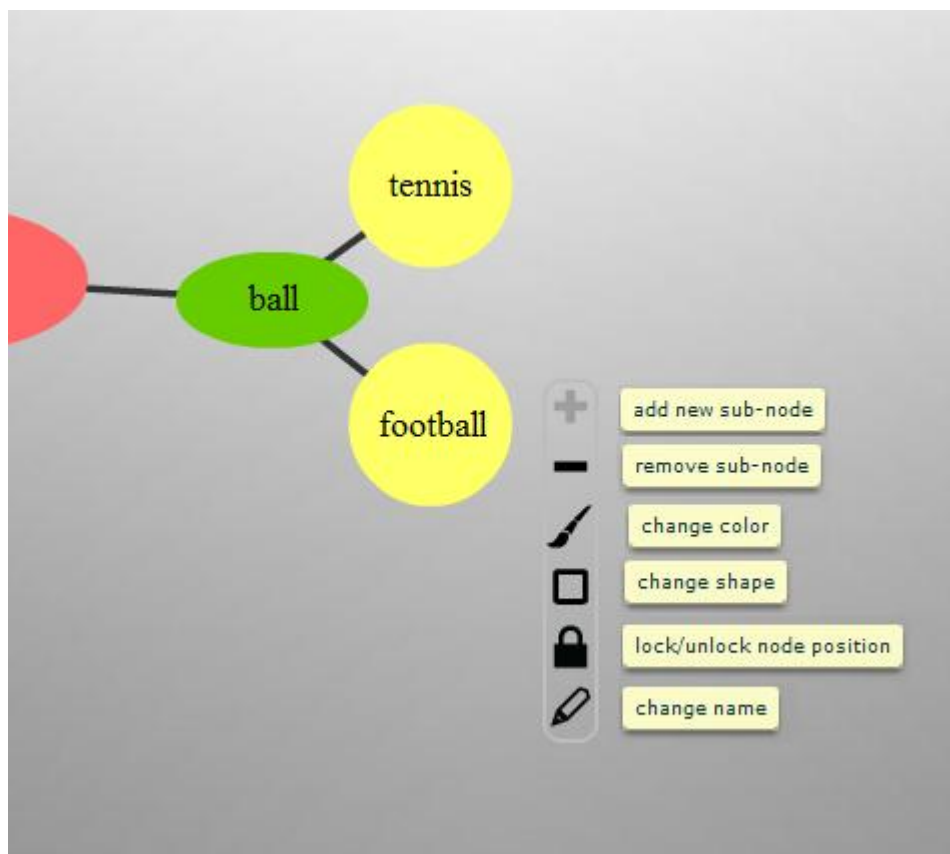 tennis
ball
football
add new sub-node
remove sub-node
change color
change shape
lock/unlock node position
change name